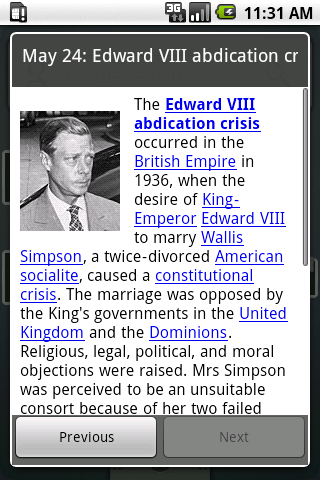 3G
11:31 AM
May 24: Edward VIII abdication cr
The Edward VIII
abdication crisis
occurred in the
British Empire in
1936, when the
desire of King-
Emperor Edward VIII
to marry Wallis
Simpson, a twice-divorced American
socialite, caused a constitutional
crisis. The marriage was opposed by
the King's governments in the United
Kingdom and the Dominions.
Religious, legal, political, and moral
objections were raised. Mrs Simpson
was perceived to be an unsuitable
consort because of her two failed
Previous
Next